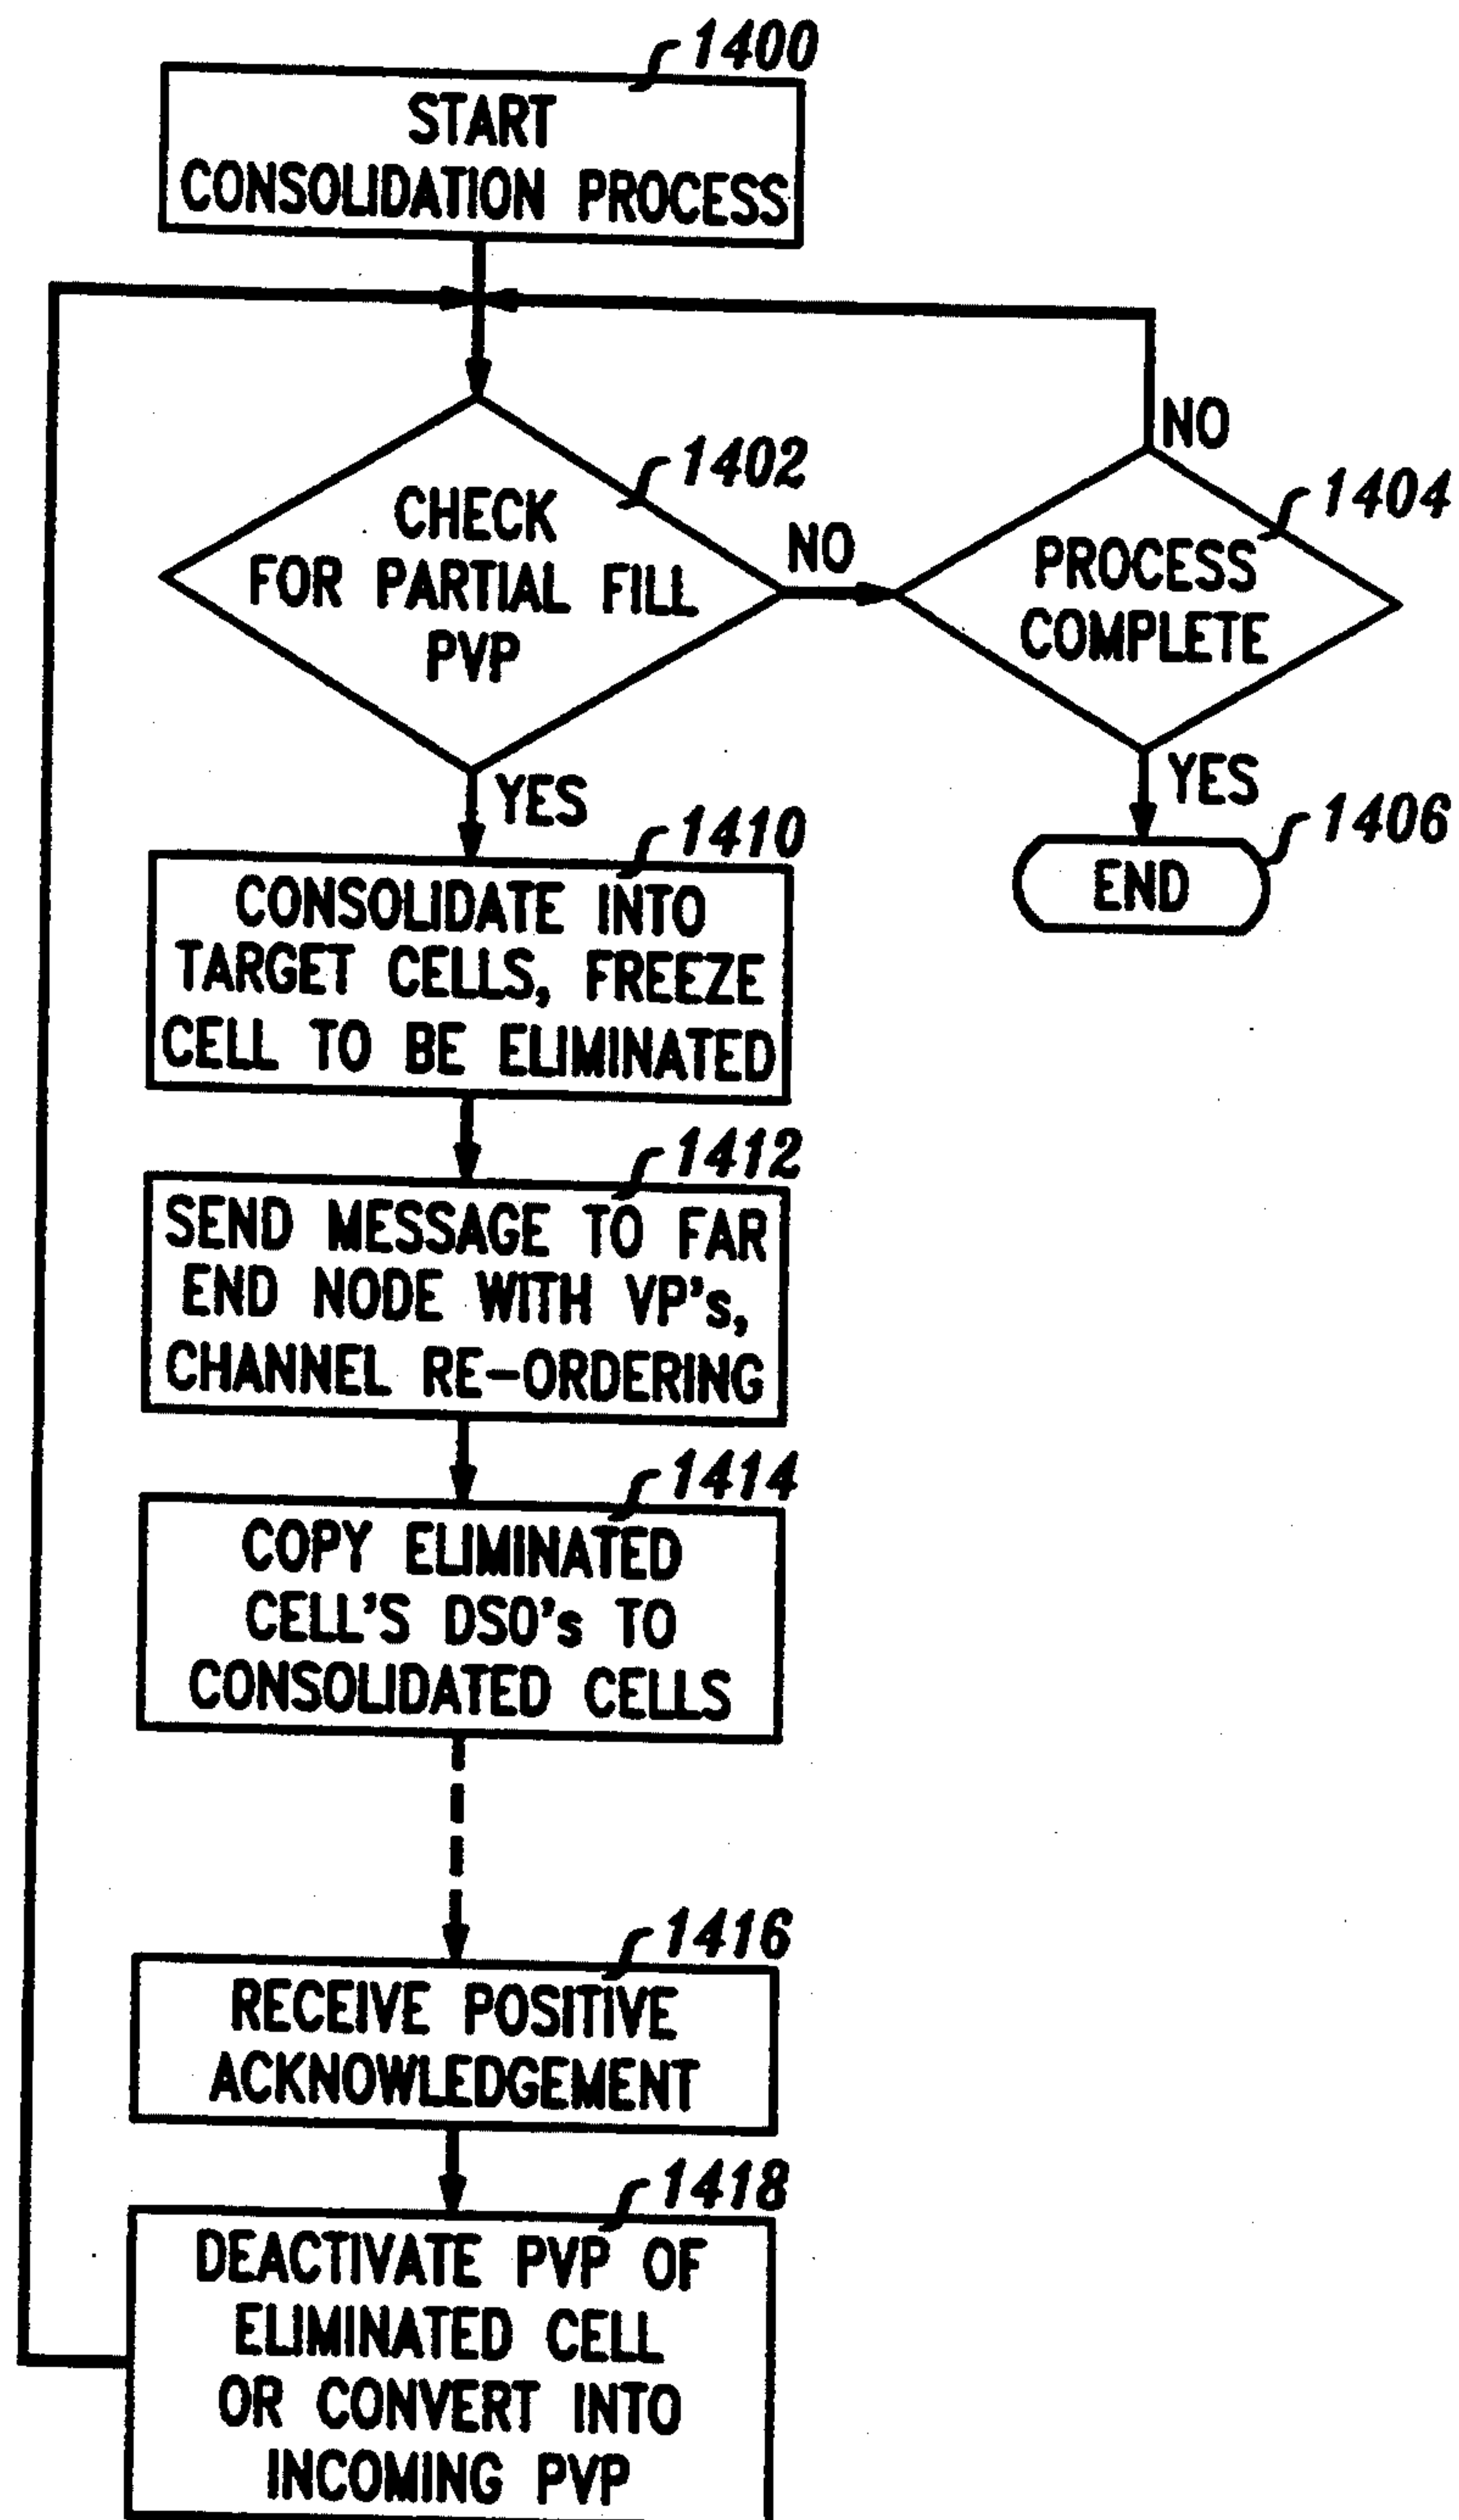 1400
START
CONSOLIDATION PROCESS
NO
1402
1404
CHECK
FOR PARTIAL FILL
PVP
NO
PROCESS
COMPLETE
YES
YES
1410
1406
END
CONSOLIDATE INTO
TARGET CELLS, FREEZE
CELL TO BE ELIMINATED
1412
SEND MESSAGE TO FAR
END NODE WITH VP's,
CHANNEL RE-ORDERING
1414
COPY ELIMINATED
CELL'S DS0's TO
CONSOLIDATED CELLS
1416
RECEIVE POSITIVE
ACKNOWLEDGEMENT
1418
DEACTIVATE PVP OF
ELIMINATED CELL
OR CONVERT INTO
INCOMING PVP